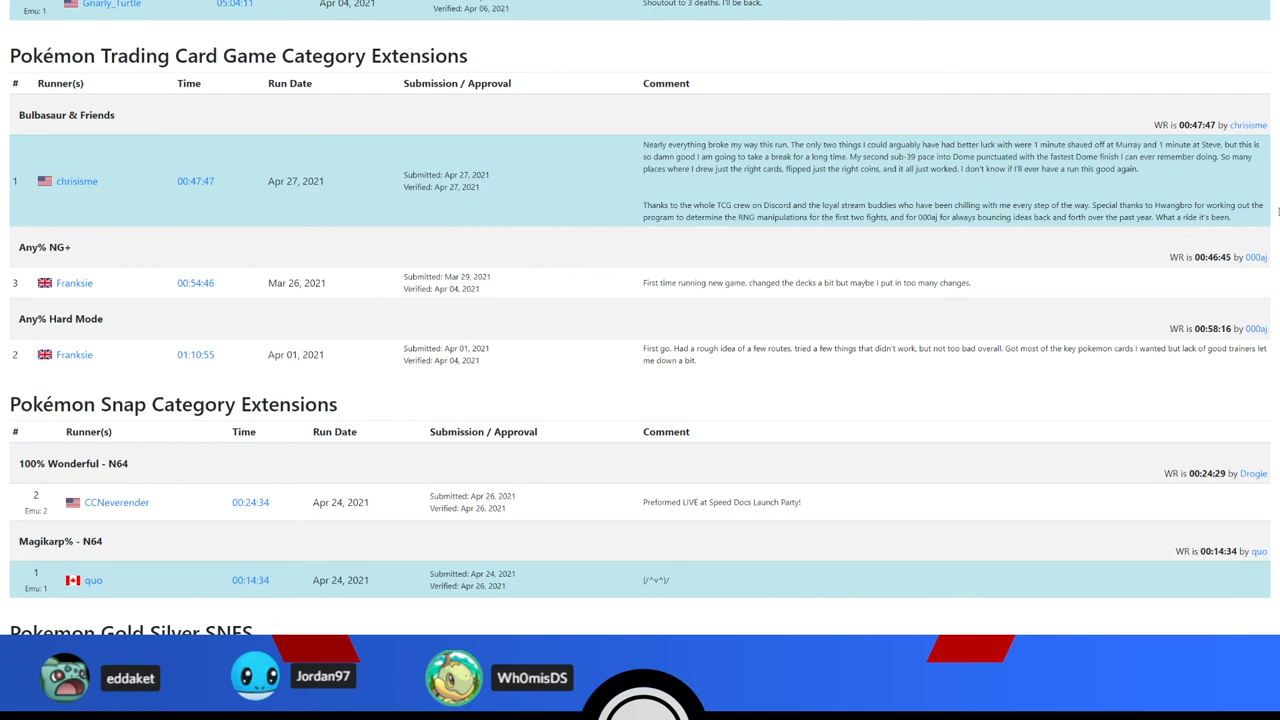 Emu: 1 Gnarly_Turtle 05:04:11 Apr 04, 2021 Verified: Apr 06, 2021 Shoutout to 3 deaths. I'll be back.
Pokémon Trading Card Game Category Extensions
# Runner(s) Time Run Date Submission / Approval Comment
Bulbasaur & Friends
WR is 00:47:47 by chrisisme
Nearly everything broke my way this run. The only two things I could arguably have had better luck with were 1 minute shaved off at Murray and 1 minute at Steve, but this is
so damn good I am going to take a break for a long time. My second sub-39 pace into Dome punctuated with the fastest Dome finish I can ever remember doing. So many
places where I drew just the right cards, flipped just the right coins, and it all just worked. I don't know if I'll ever have a run this good again.
1 chrisisme 00:47:47 Apr 27, 2021 Submitted: Apr 27, 2021
Verified: Apr 27, 2021
Thanks to the whole TCG crew on Discord and the loyal stream buddies who have been chilling with me every step of the way. Special thanks to Hwangbro for working out the
program to determine the RNG manipulations for the first two fights, and for 000aj for always bouncing ideas back and forth over the past year. What a ride it's been.
Any% NG+
WR is 00:46:45 by 000aj
3 Franksie 00:54:46 Mar 26, 2021 Submitted: Mar 29, 2021
Verified: Apr 04, 2021
First time running new game, changed the decks a bit but maybe I put in too many changes.
Any% Hard Mode
WR is 00:58:16 by 000aj
2 Franksie 01:10:55 Apr 01, 2021 Submitted: Apr 01, 2021
Verified: Apr 04, 2021
First go. Had a rough idea of a few routes, tried a few things that didn't work, but not too bad overall. Got most of the key pokemon cards I wanted but lack of good trainers let
me down a bit.
Pokémon Snap Category Extensions
# Runner(s) Time Run Date Submission / Approval Comment
100% Wonderful - N64
WR is 00:24:29 by Drogie
2
Emu: 2
CCNeverender 00:24:34 Apr 24, 2021 Submitted: Apr 26, 2021
Verified: Apr 26, 2021
Preformed LIVE at Speed Docs Launch Party!
Magikarp% - N64
WR is 00:14:34 by quo
1
Emu: 1
quo 00:14:34 Apr 24, 2021 Submitted: Apr 24, 2021
Verified: Apr 26, 2021
(/^v^)/
Pokemon Gold Silver SNES
eddaket Jordan97 Wh0misDS